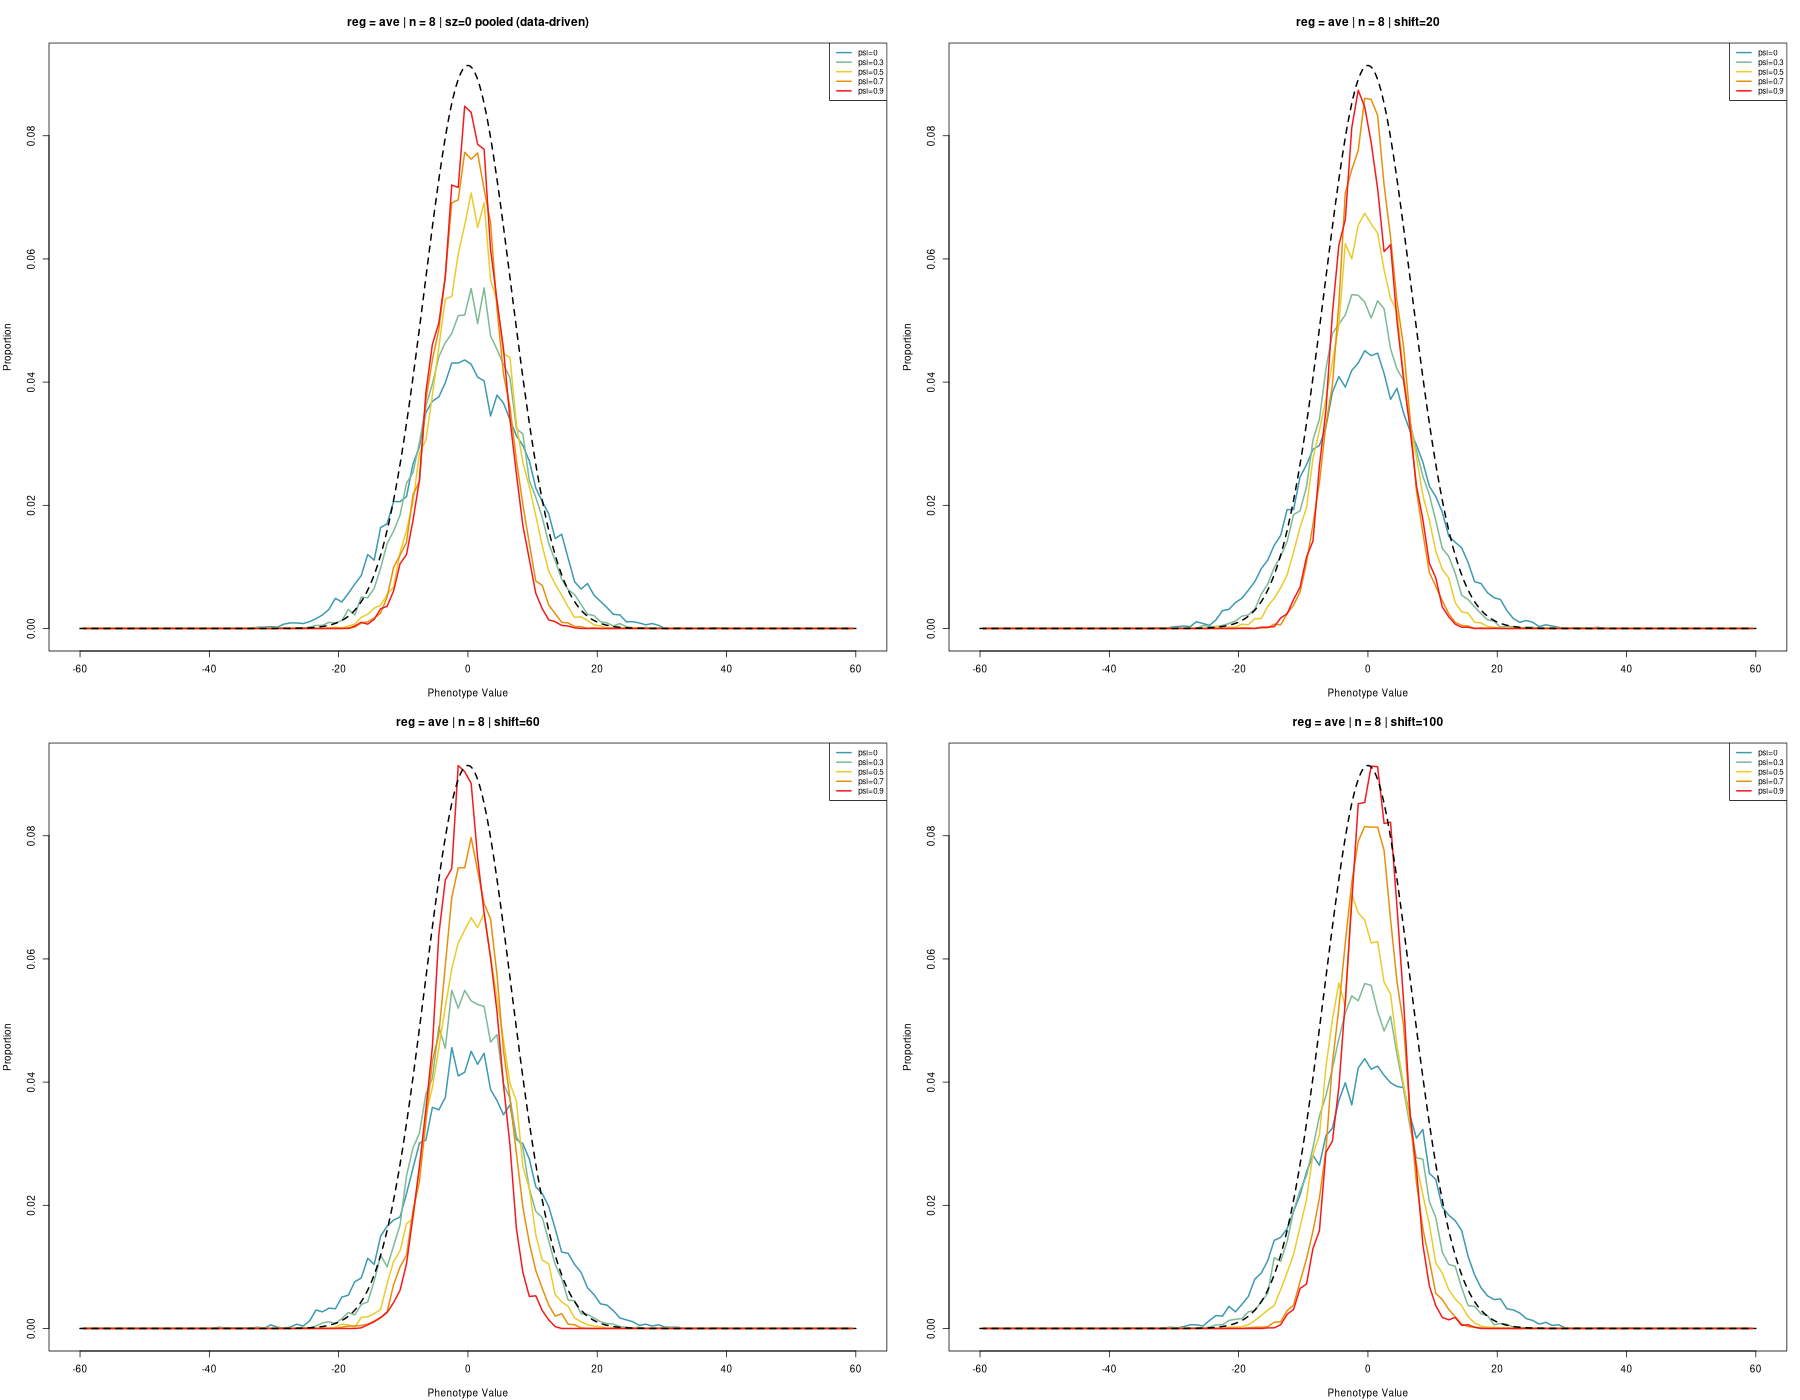 reg = ave | n = 8 | sz=0 pooled (data-driven)
psi=0
psi=0.3
psi=0.5
psi=0.7
psi=0.9
Proportion
0.08
0.06
0.04
0.02
0.00
-60 -40 -20 0 20 40 60
Phenotype Value
reg = ave | n = 8 | shift=20
psi=0
psi=0.3
psi=0.5
psi=0.7
psi=0.9
Proportion
0.08
0.06
0.04
0.02
0.00
-60 -40 -20 0 20 40 60
Phenotype Value
reg = ave | n = 8 | shift=60
psi=0
psi=0.3
psi=0.5
psi=0.7
psi=0.9
Proportion
0.08
0.06
0.04
0.02
0.00
-60 -40 -20 0 20 40 60
Phenotype Value
reg = ave | n = 8 | shift=100
psi=0
psi=0.3
psi=0.5
psi=0.7
psi=0.9
Proportion
0.08
0.06
0.04
0.02
0.00
-60 -40 -20 0 20 40 60
Phenotype Value